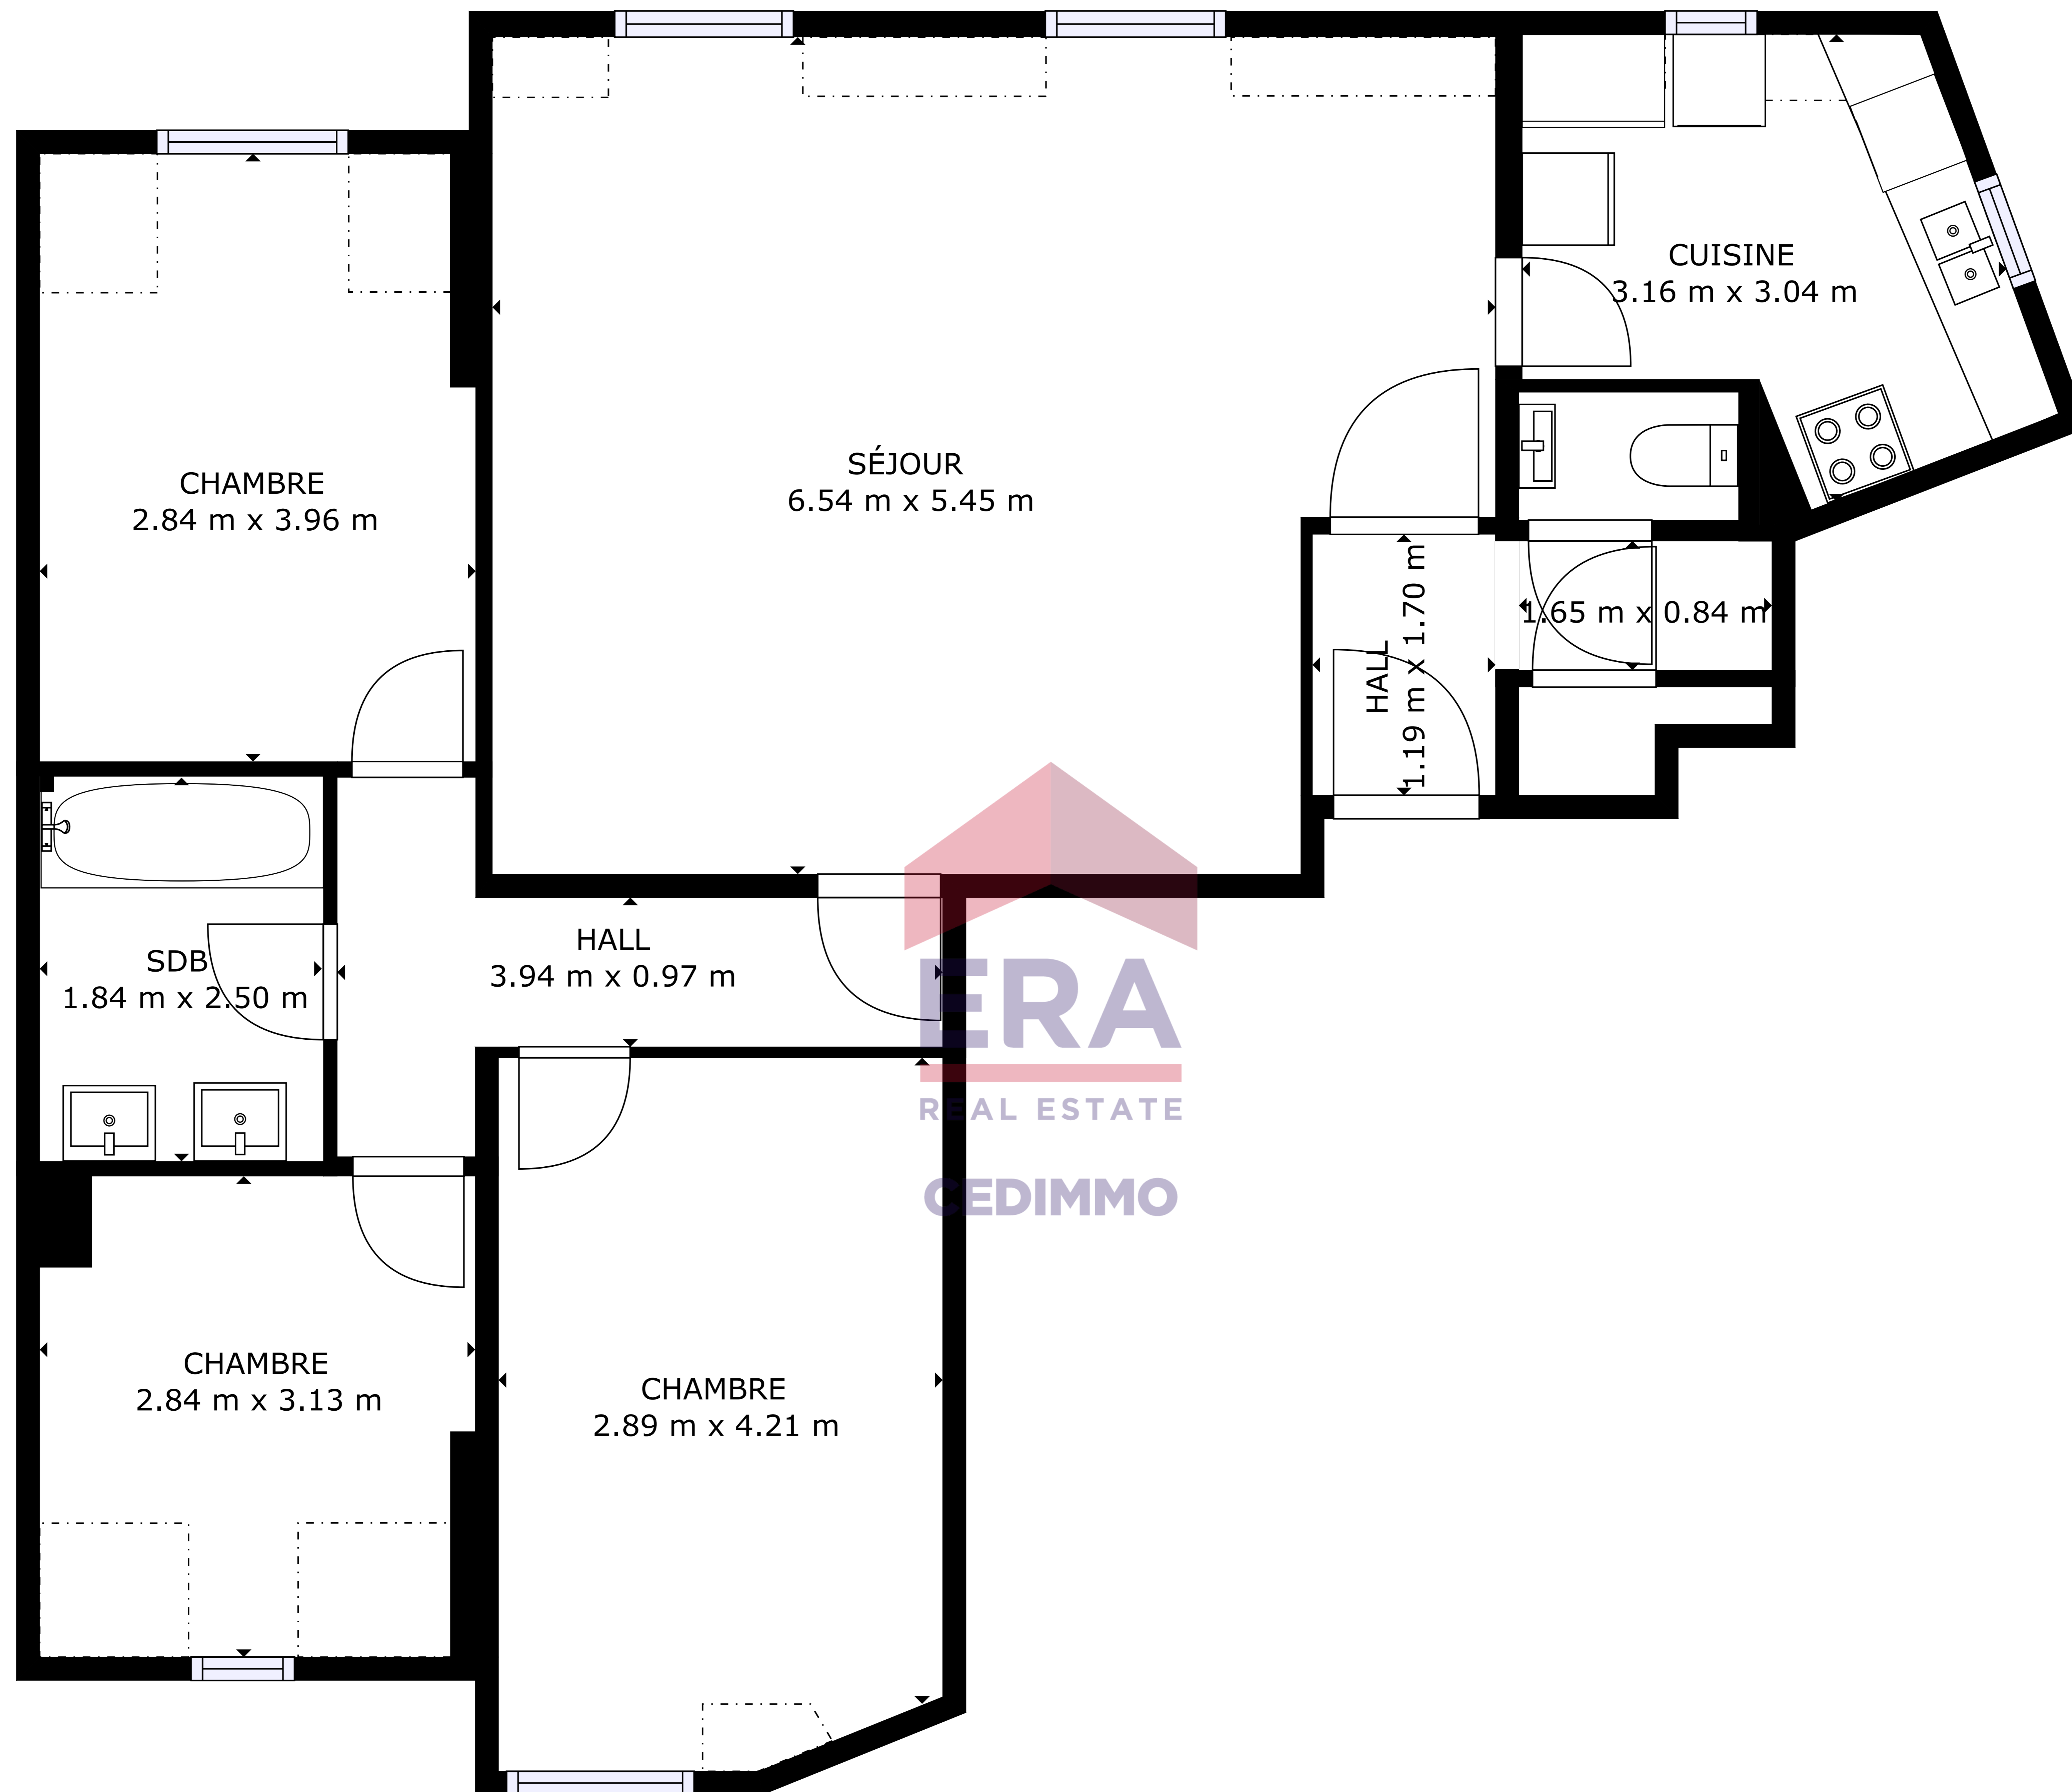 CUISINE
3.16 m x 3.04 m
SÉJOUR
6.54 m x 5.45 m
CHAMBRE
2.84 m x 3.96 m
HALL
1.19 m x 1.70 m
1.65 m x 0.84 m
HALL
3.94 m x 0.97 m
SDB
1.84 m x 2.50 m
ERA
REAL ESTATE
CEDIMMO
CHAMBRE
2.84 m x 3.13 m
CHAMBRE
2.89 m x 4.21 m